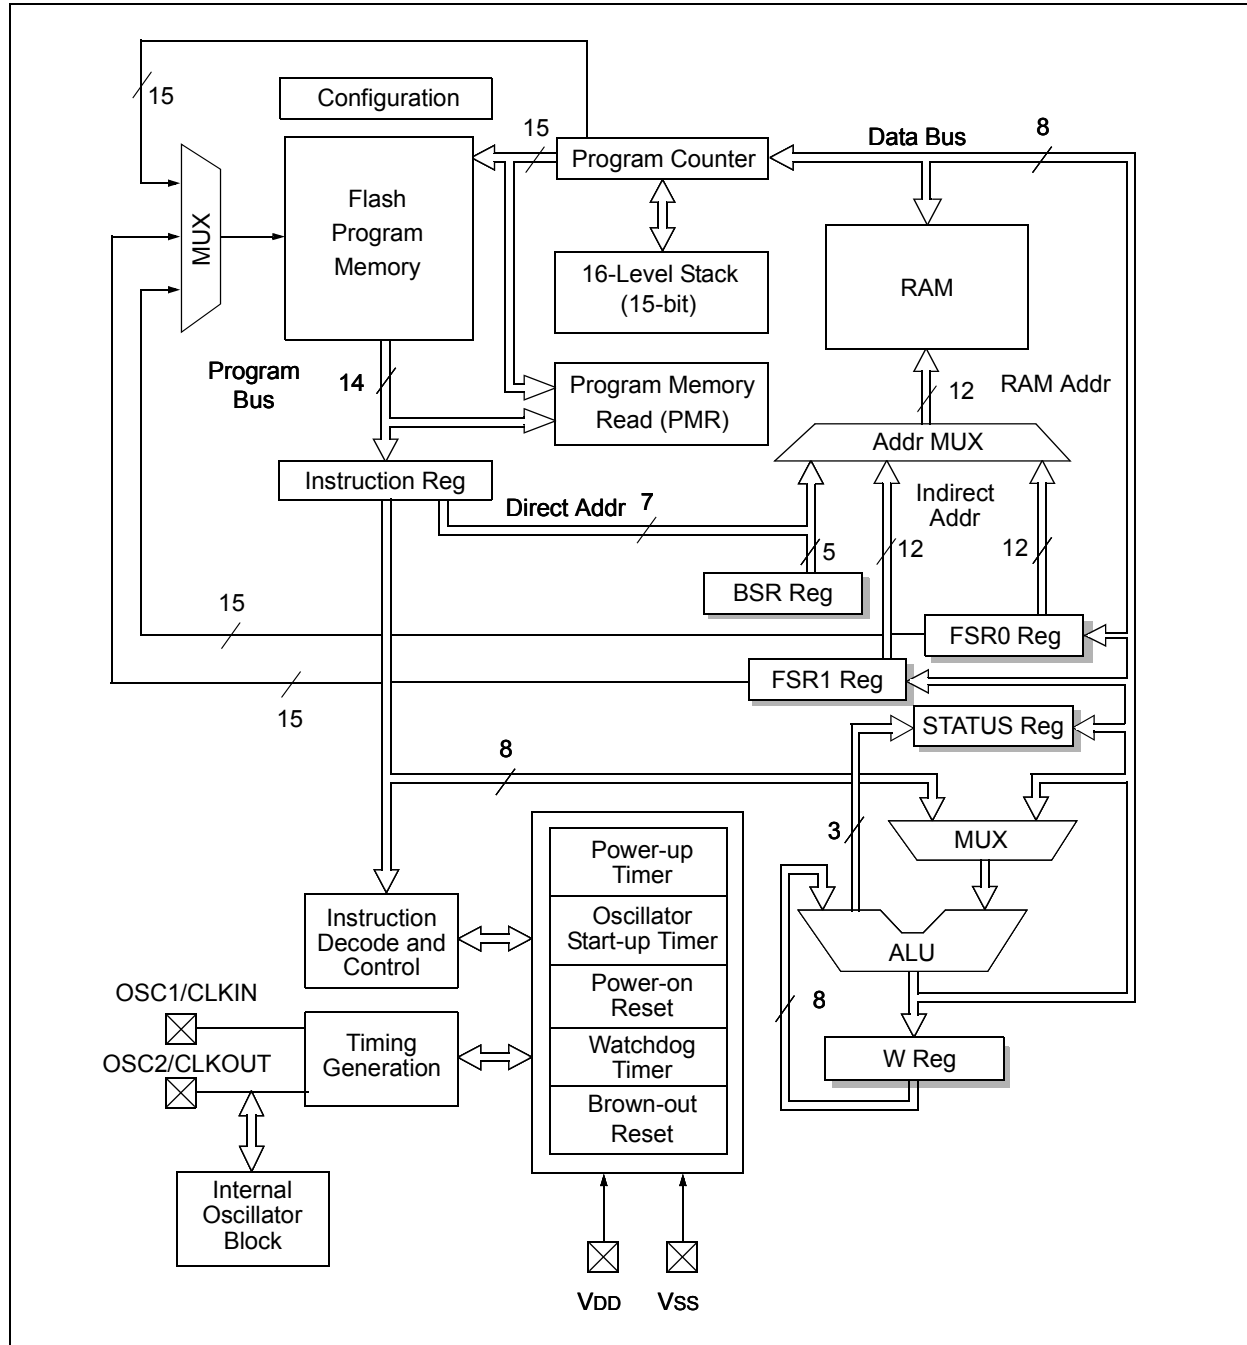 15
Configuration
15
Program Counter
Data Bus
8
MUX
Flash
Program
Memory
16-Level Stack
(15-bit)
RAM
Program
Bus
14
Program Memory
Read (PMR)
12
RAM Addr
Addr MUX
Instruction Reg
Direct Addr
7
Indirect
Addr
5
12
12
BSR Reg
15
FSR0 Reg
15
FSR1 Reg
STATUS Reg
8
3
MUX
Power-up
Timer
Instruction
Decode and
Control
Oscillator
Start-up Timer
ALU
OSC1/CLKIN
Power-on
Reset
8
Timing
Generation
Watchdog
Timer
W Reg
OSC2/CLKOUT
Brown-out
Reset
Internal
Oscillator
Block
VDD
VSS